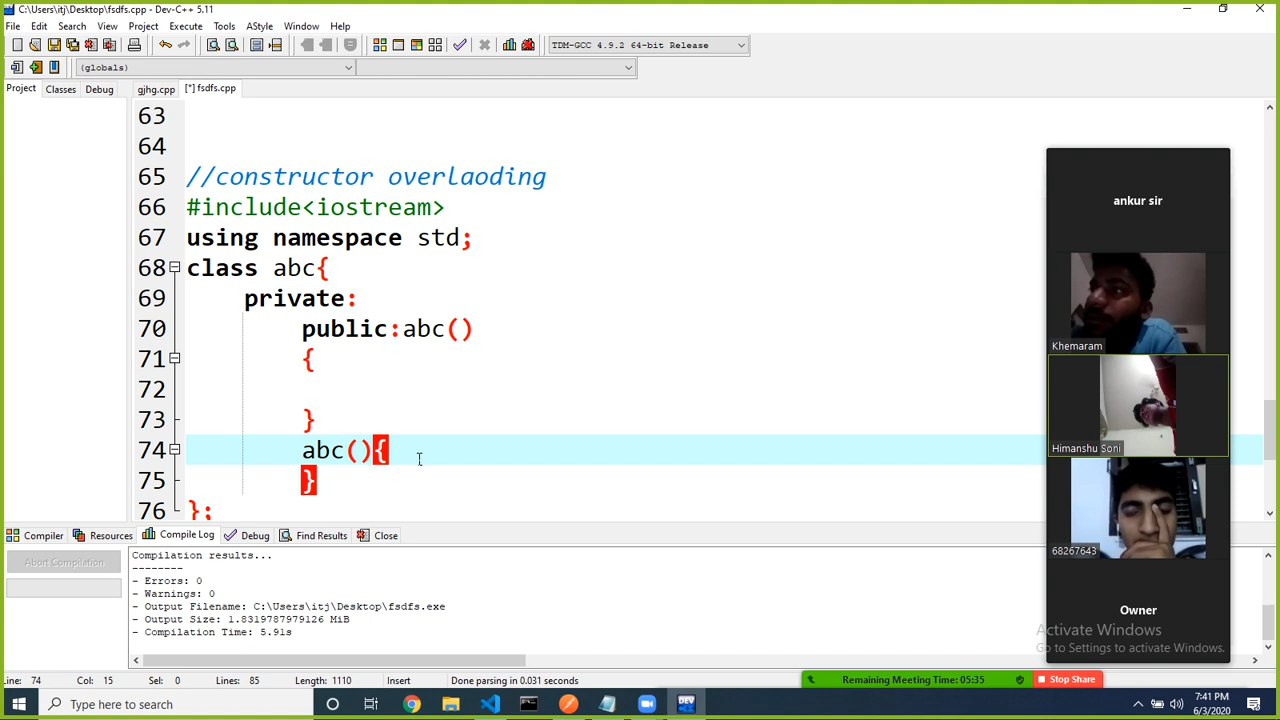 C:\Users\itj\Desktop\fsdfs.cpp - Dev-C++ 5.11
File Edit Search View Project Execute Tools AStyle Window Help
TDM-GCC 4.9.2 64-bit Release
(globals)
Project Classes Debug gjhg.cpp [*] fsdfs.cpp
63
64
65 //constructor overlaoding
66 #include<iostream>
67 using namespace std;
68 class abc{
69 private:
70 public:abc()
71 {
72
73 }
74 abc(){
75 }
76 };
ankur sir
Khemaram
Himanshu Soni
68267643
Owner
Compiler Resources Compile Log Debug Find Results Close
Abort Compilation
Compilation results...
--------
- Errors: 0
- Warnings: 0
- Output Filename: C:\Users\itj\Desktop\fsdfs.exe
- Output Size: 1.8319787979126 MiB
- Compilation Time: 5.91s
Activate Windows
Go to Settings to activate Windows.
Line: 74 Col: 15 Sel: 0 Lines: 85 Length: 1110 Insert Done parsing in 0.031 seconds
Remaining Meeting Time: 05:35 Stop Share
Type here to search
DEV
7:41 PM
6/3/2020